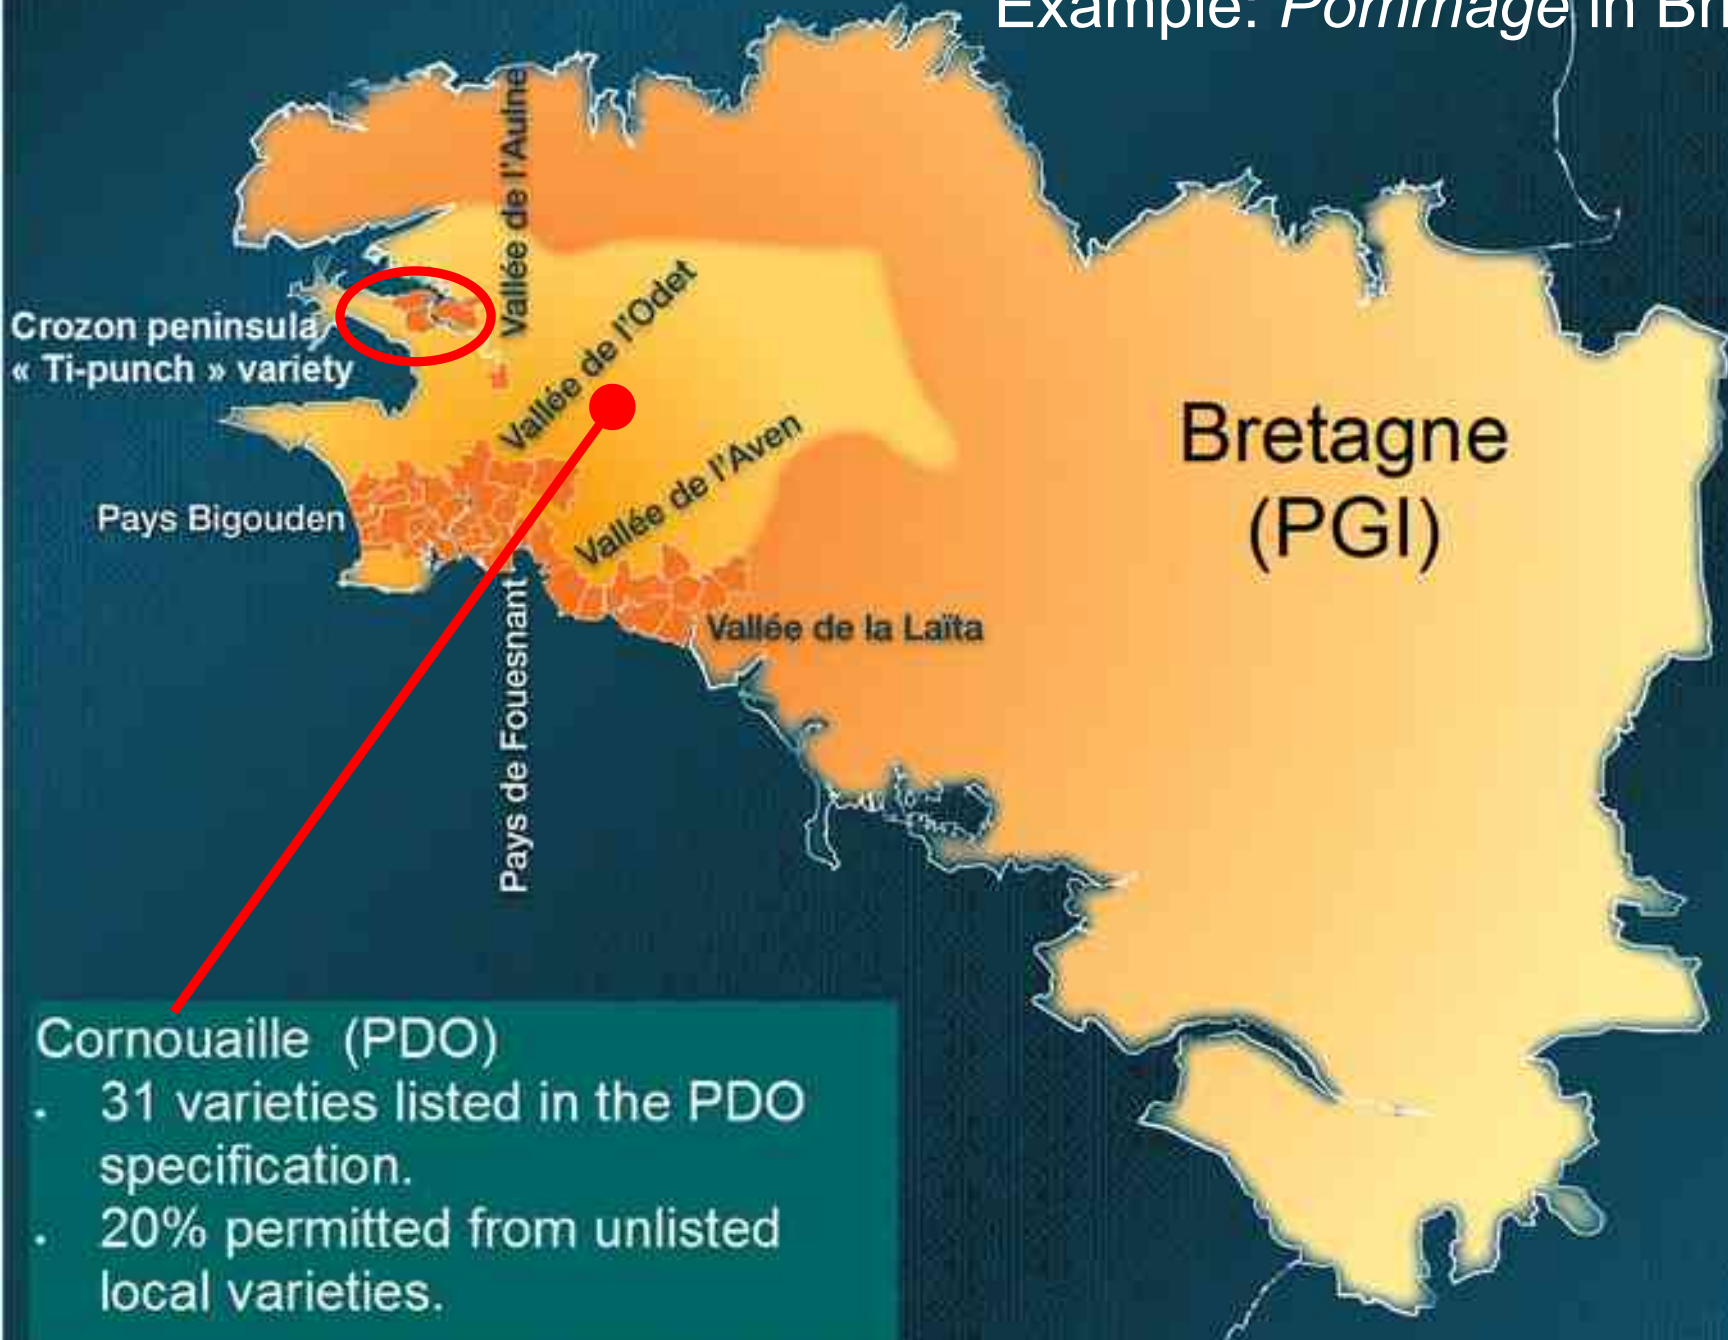 Example: Pommage in Br
Vallée de l'Aulne
Vallée de l'Odet
Crozon peninsula
« Ti-punch » variety
Vallée de l'Aven
Bretagne
(PGI)
Pays Bigouden
Vallée de la Laïta
Pays de Fouesnant
Cornouaille (PDO)
. 31 varieties listed in the PDO
specification.
. 20% permitted from unlisted
local varieties.